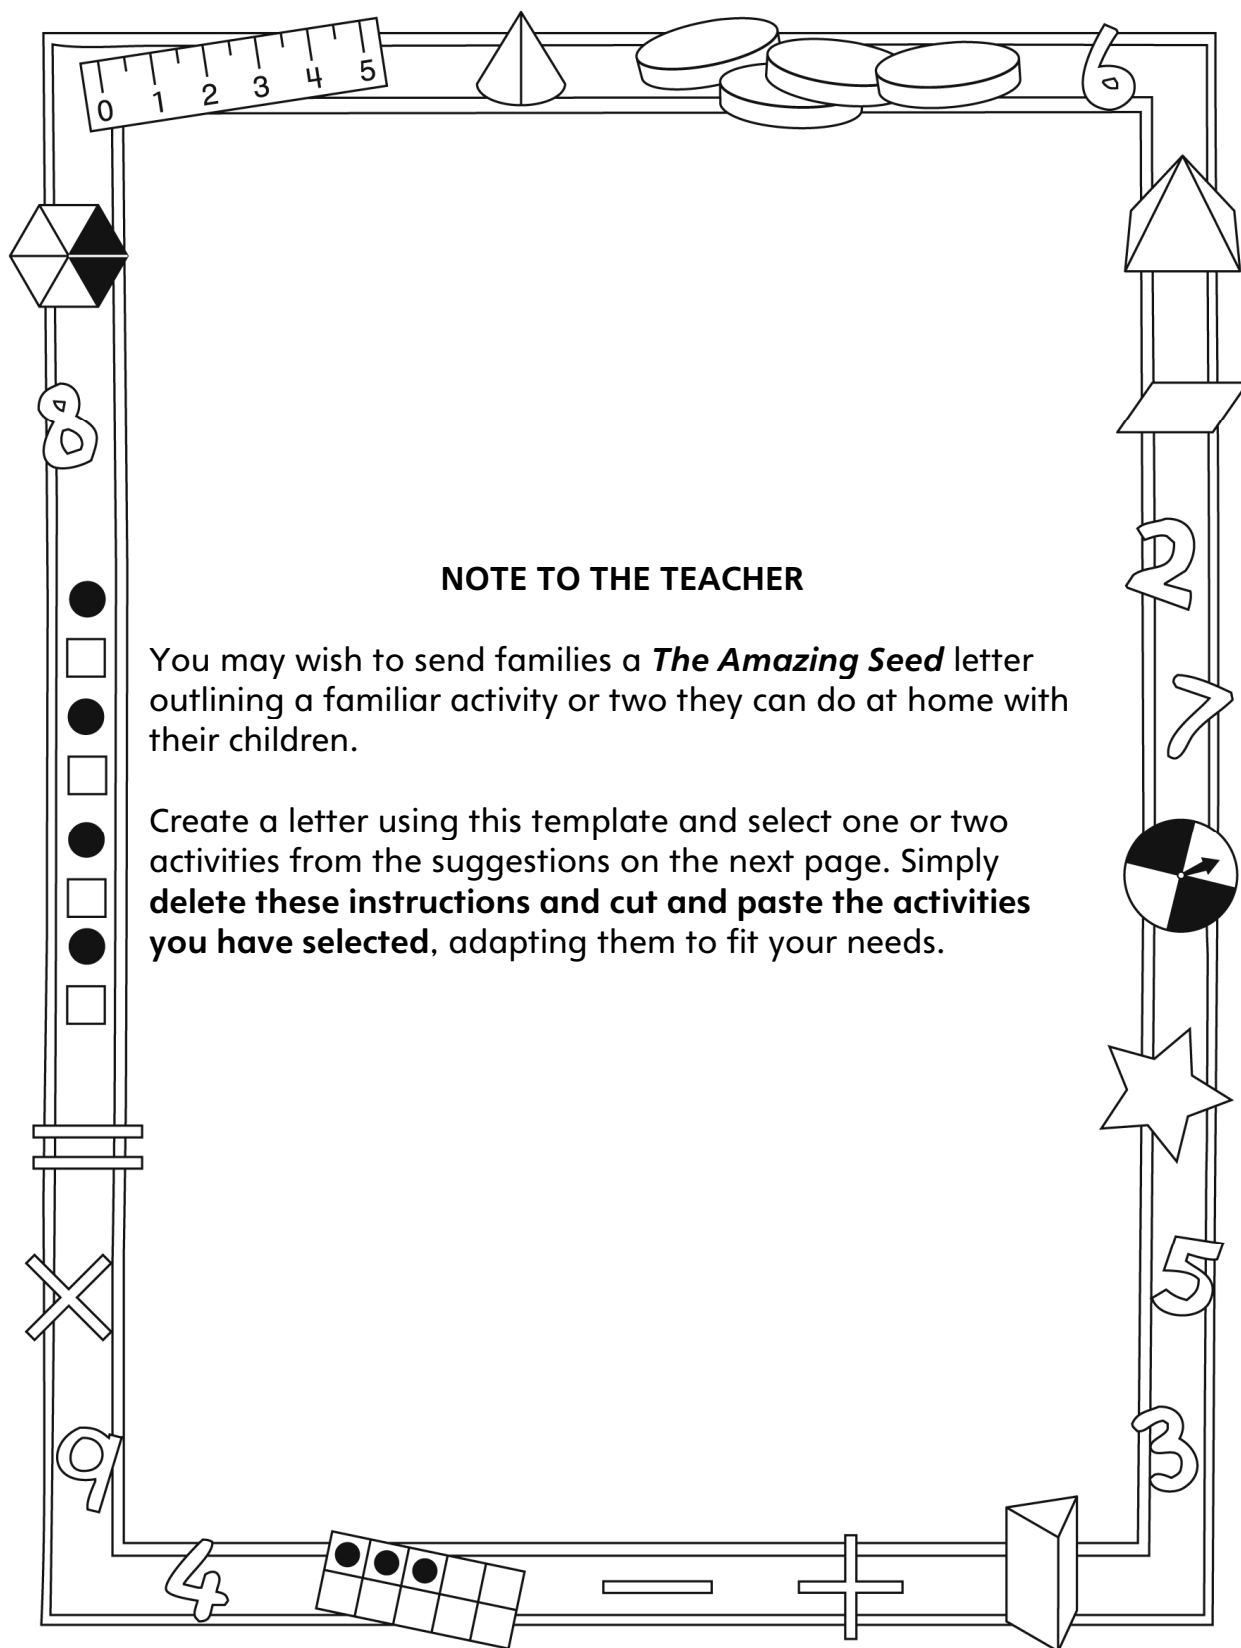 0 1 2 3 4 5
6
8
NOTE TO THE TEACHER
2
You may wish to send families a The Amazing Seed letter
outlining a familiar activity or two they can do at home with
their children.
7
Create a letter using this template and select one or two
activities from the suggestions on the next page. Simply
delete these instructions and cut and paste the activities
you have selected, adapting them to fit your needs.
=
×
5
9
3
4
− +